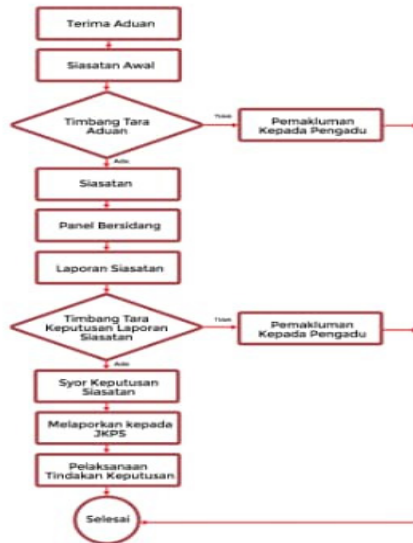 Terima Aduan
Siasatan Awal
Timbang Tara
Aduan
Tidak
Pemakluman
Kepada Pengadu
Ada
Siasatan
Panel Bersidang
Laporan Siasatan
Timbang Tara
Keputusan Laporan
Siasatan
Tidak
Pemakluman
Kepada Pengadu
Ada
Syor Keputusan
Siasatan
Melaporkan kepada
JKPS
Pelaksanaan
Tindakan Keputusan
Selesai